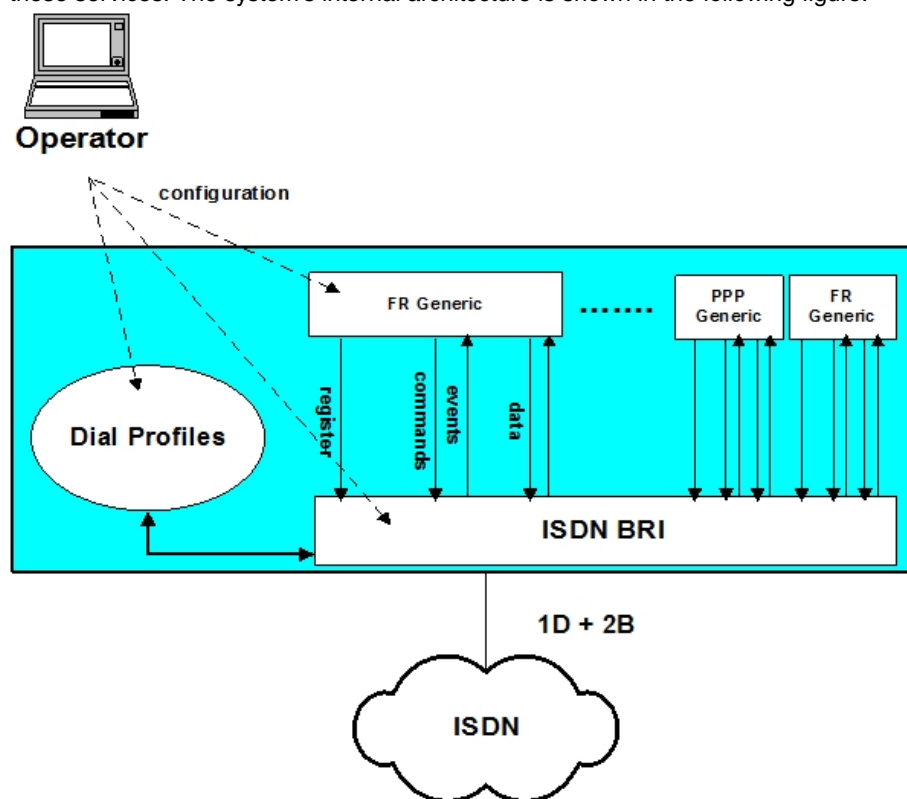 these services. The system's internal architecture is shown in the following figure.
Operator
configuration
FR Generic
.......
PPP
Generic
FR
Generic
register
commands
events
data
Dial Profiles
ISDN BRI
1D + 2B
ISDN